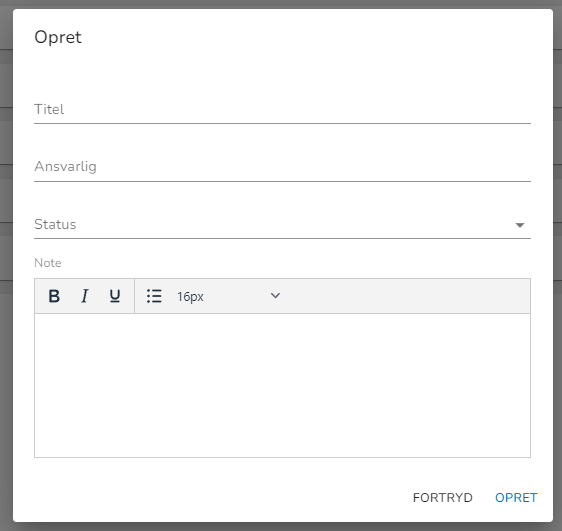 Opret
Titel
Ansvarlig
Status
Note
B I U 16px
FORTRYD OPRET